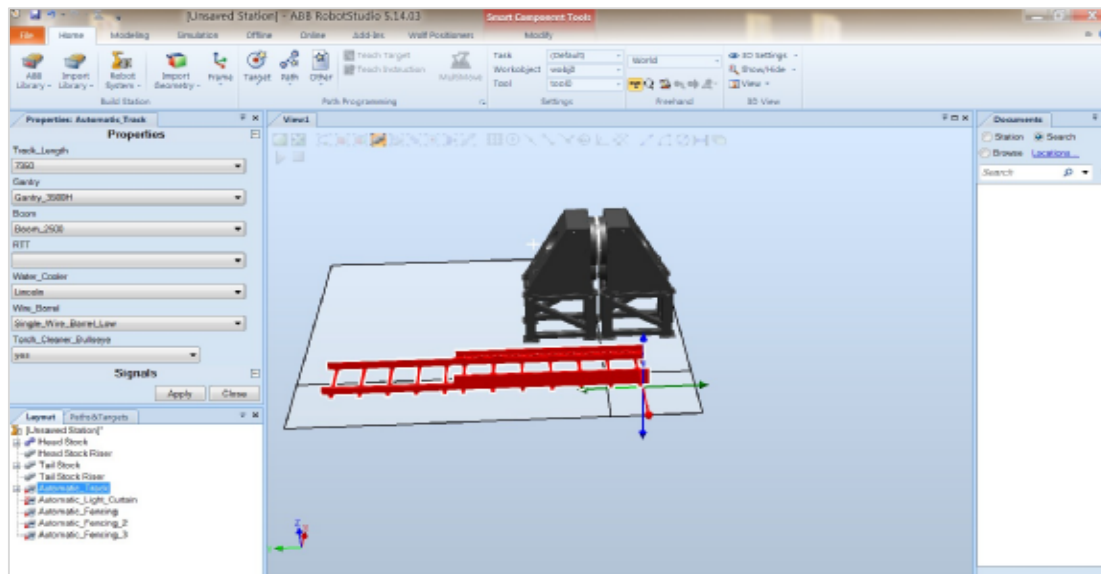 [Unsaved Station] - ABB RobotStudio 5.14.03
Smart Component Tools
File Home Modeling Simulation Offline Online Add-Ins Wolf Positioners Modify
ABB Library
Import Library
Robot System
Import Geometry
Frame
Target
Path
Other
Teach Target
Teach Instruction
MultiMove
Task (Default)
Workobject wobj0
Tool tool0
World
3D Settings
Show/Hide
View
Build Station
Path Programming
Settings
Freehand
3D View
Properties: Automatic_Track
Properties
Track_Length
Gantry
Gantry_3500H
Boom
Boom_2500
RTT
Water_Cooler
Lincoln
Wire_Barrel
Single_Wire_Barrel_Law
Torch_Cleaner_Bullseye
yes
Signals
Apply Close
Layout Paths&Targets
[Unsaved Station]*
Head Stock
Head Stock Riser
Tail Stock
Tail Stock Riser
Automatic_Track
Automatic_Light_Curtain
Automatic_Fencing
Automatic_Fencing_2
Automatic_Fencing_3
View1
Z
Documents
Station Search
Browse Locations...
Search